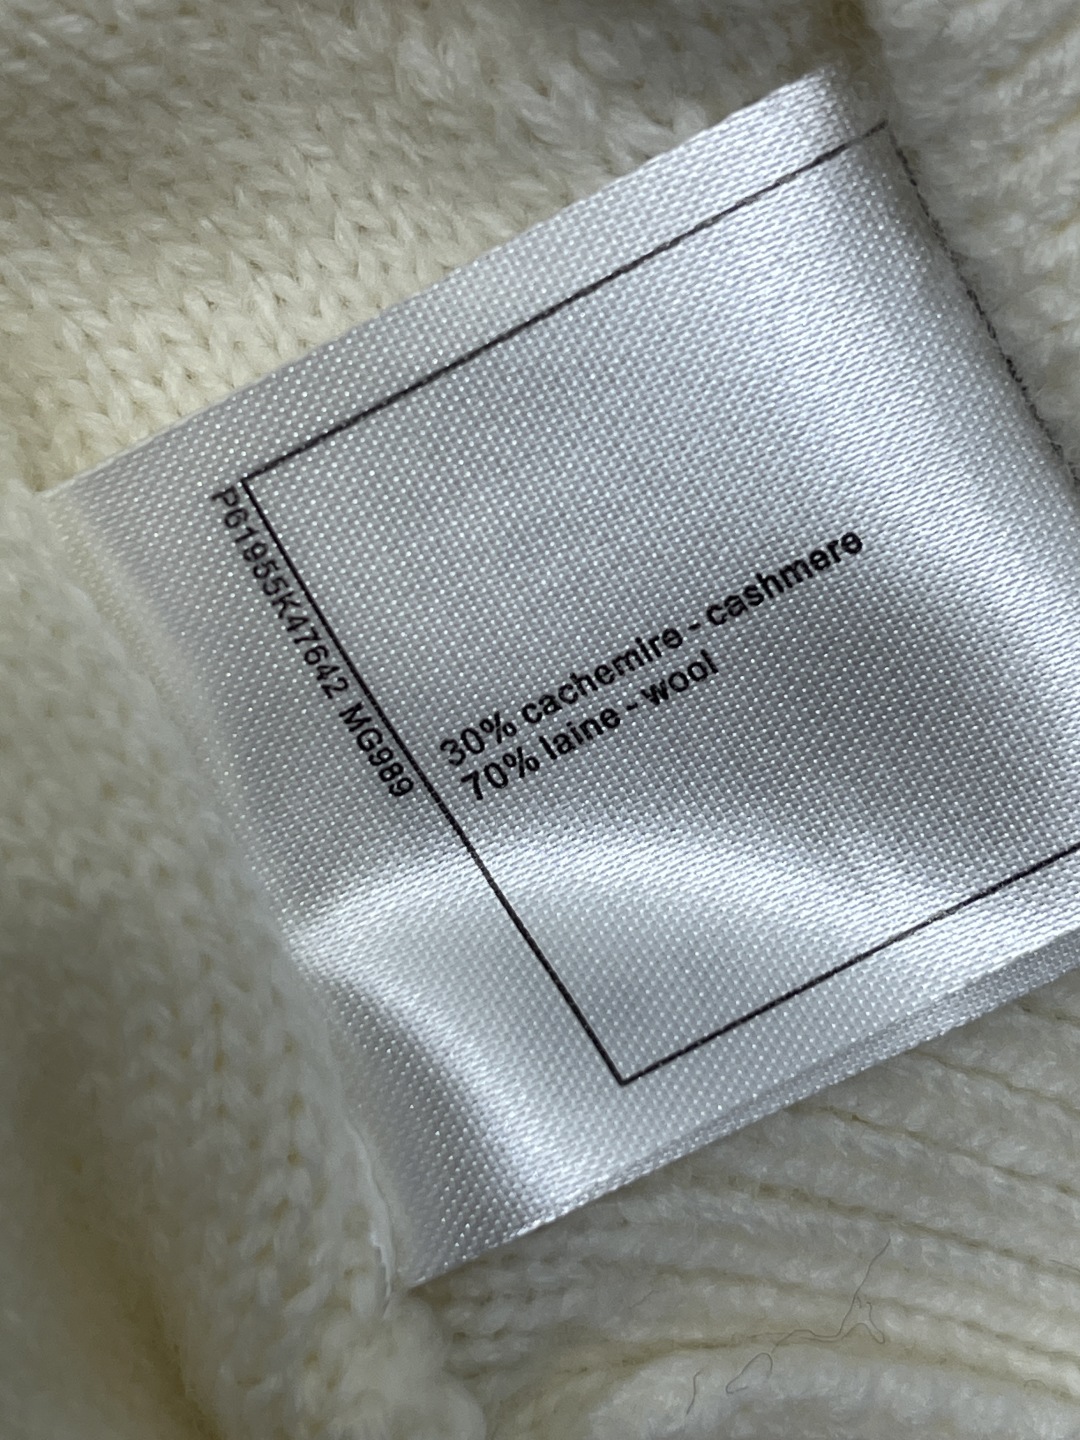 P61955K47642 MG989
30% cachemire - cashmere
70% laine - wool